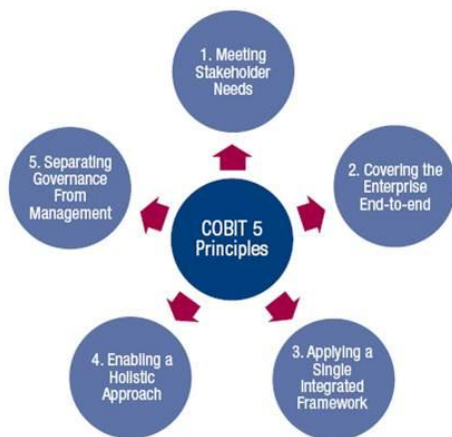 1. Meeting
Stakeholder
Needs
5. Separating
Governance
From
Management
2. Covering the
Enterprise
End-to-end
COBIT 5
Principles
4. Enabling a
Holistic
Approach
3. Applying a
Single
Integrated
Framework